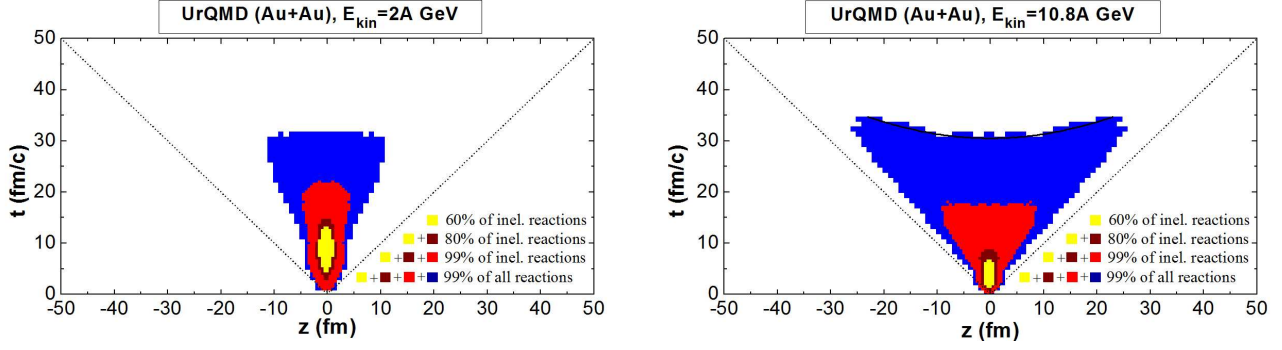 UrQMD (Au+Au), E_kin=2A GeV
50
40
30
20
10
0
t (fm/c)
60% of inel. reactions
+ 80% of inel. reactions
+ + 99% of inel. reactions
+ + + 99% of all reactions
-50 -40 -30 -20 -10 0 10 20 30 40 50
z (fm)
UrQMD (Au+Au), E_kin=10.8A GeV
50
40
30
20
10
0
t (fm/c)
60% of inel. reactions
+ 80% of inel. reactions
+ + 99% of inel. reactions
+ + + 99% of all reactions
-50 -40 -30 -20 -10 0 10 20 30 40 50
z (fm)